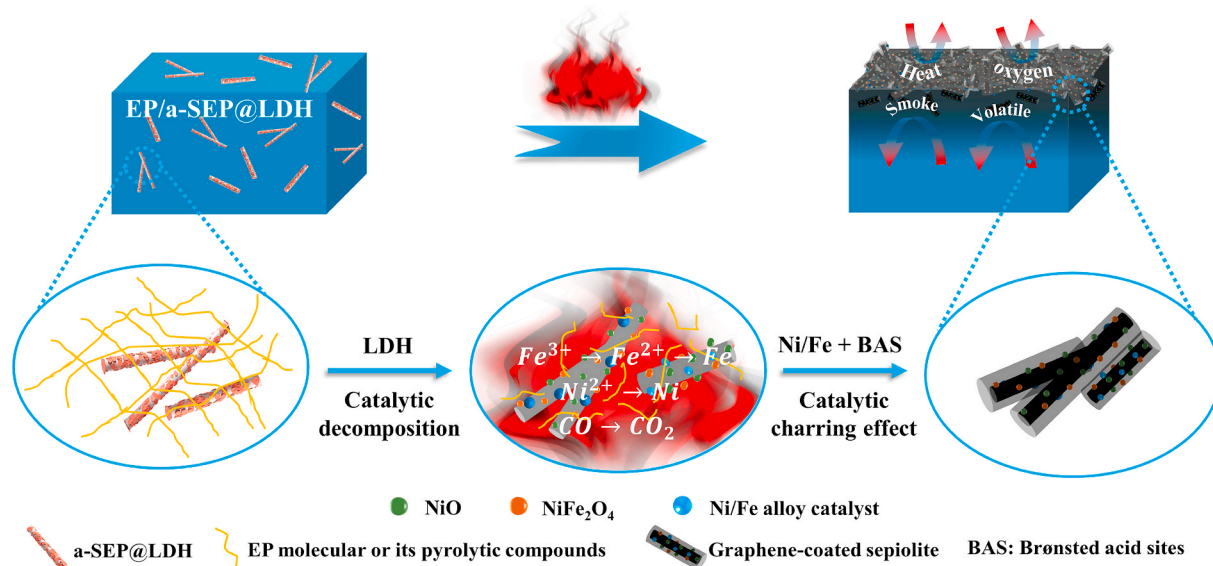 EP/a-SEP@LDH
Heat
oxygen
Smoke
Volatile
LDH
Catalytic
decomposition
Fe³⁺ → Fe²⁺ → Fe
Ni²⁺ → Ni
CO → CO₂
Ni/Fe + BAS
Catalytic
charring effect
NiO
NiFe₂O₄
Ni/Fe alloy catalyst
a-SEP@LDH
EP molecular or its pyrolytic compounds
Graphene-coated sepiolite
BAS: Brønsted acid sites